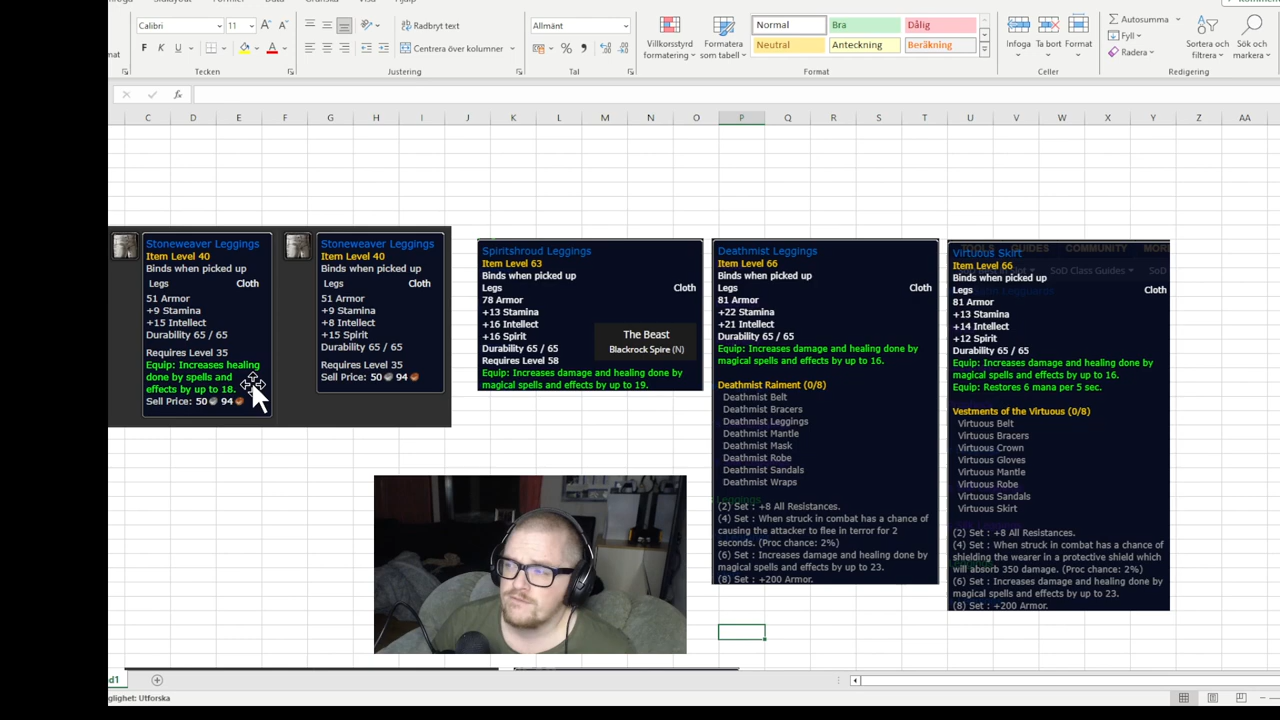 Calibri 11 A A Radbryt text Allmänt Normal Bra Dålig Autosumma
F K U A Centrera över kolumner % Villkorsstyrd formatering Formatera som tabell Neutral Anteckning Beräkning Infoga Ta bort Format Fyll Radera Sortera och filtrera Sök och markera
Tecken Justering Tal Format Celler Redigering
fx
C D E F G H I J K L M N O P Q R S T U V W X Y Z AA
Stoneweaver Leggings
Item Level 40
Binds when picked up
Legs Cloth
51 Armor
+9 Stamina
+15 Intellect
Durability 65 / 65
Requires Level 35
Equip: Increases healing
done by spells and
effects by up to 18.
Sell Price: 50 94
Stoneweaver Leggings
Item Level 40
Binds when picked up
Legs Cloth
51 Armor
+9 Stamina
+8 Intellect
+15 Spirit
Durability 65 / 65
Requires Level 35
Sell Price: 50 94
Spiritshroud Leggings
Item Level 63
Binds when picked up
Legs Cloth
78 Armor
+13 Stamina
+16 Intellect
+16 Spirit
Durability 65 / 65
Requires Level 58
Equip: Increases damage and healing done by
magical spells and effects by up to 19.
The Beast
Blackrock Spire (N)
Deathmist Leggings
Item Level 66
Binds when picked up
Legs Cloth
81 Armor
+22 Stamina
+21 Intellect
Durability 65 / 65
Equip: Increases damage and healing done by
magical spells and effects by up to 16.
Deathmist Raiment (0/8)
Deathmist Belt
Deathmist Bracers
Deathmist Leggings
Deathmist Mantle
Deathmist Mask
Deathmist Robe
Deathmist Sandals
Deathmist Wraps
Leggings
(2) Set : +8 All Resistances.
(4) Set : When struck in combat has a chance of
causing the attacker to flee in terror for 2
seconds. (Proc chance: 2%)
(6) Set : Increases damage and healing done by
magical spells and effects by up to 23.
(8) Set : +200 Armor.
TOOLS GUIDES COMMUNITY MOR
SoD Class Guides SoD
Virtuous Skirt
Item Level 66
Binds when picked up
Legs Cloth
81 Armor
+13 Stamina
+14 Intellect
+12 Spirit
Durability 65 / 65
Equip: Increases damage and healing done by
magical spells and effects by up to 16.
Equip: Restores 6 mana per 5 sec.
Vestments of the Virtuous (0/8)
Virtuous Belt
Virtuous Bracers
Virtuous Crown
Virtuous Gloves
Virtuous Mantle
Virtuous Robe
Virtuous Sandals
Virtuous Skirt
(2) Set : +8 All Resistances.
(4) Set : When struck in combat has a chance of
shielding the wearer in a protective shield which
will absorb 350 damage. (Proc chance: 2%)
(6) Set : Increases damage and healing done by
magical spells and effects by up to 23.
(8) Set : +200 Armor.
d1
glighet: Utforska